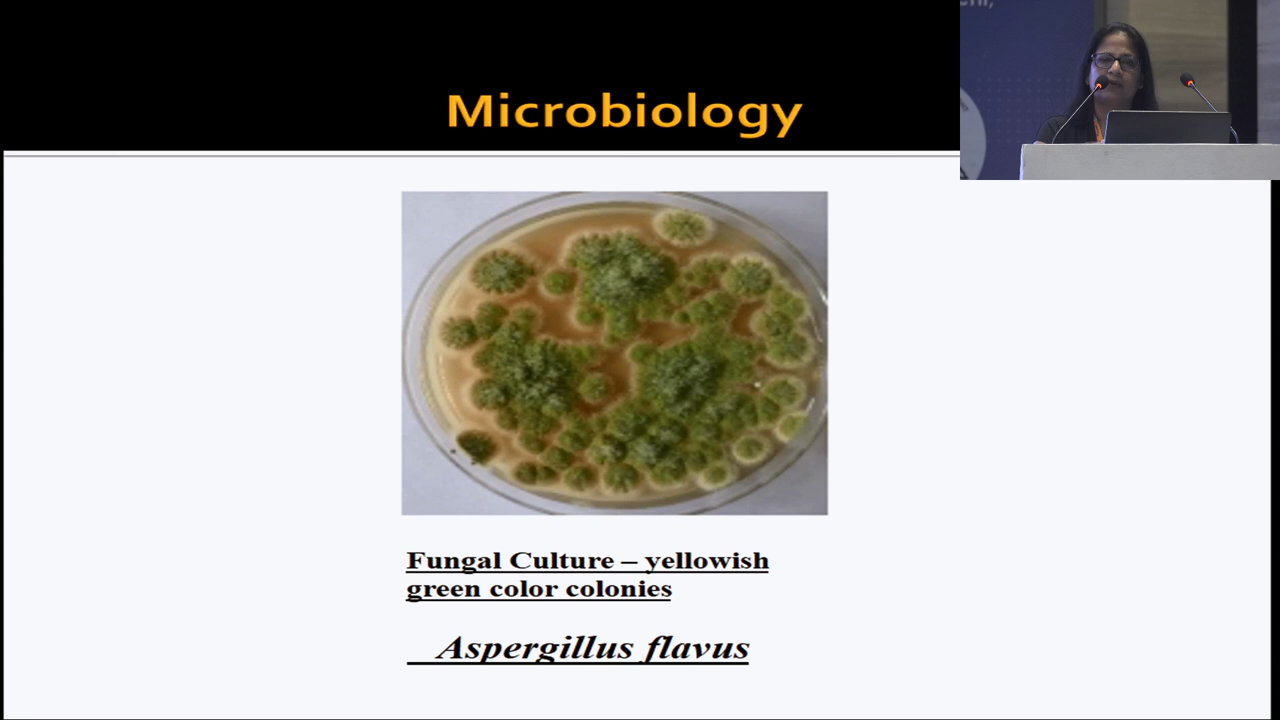 Microbiology
Fungal Culture – yellowish
green color colonies
Aspergillus flavus